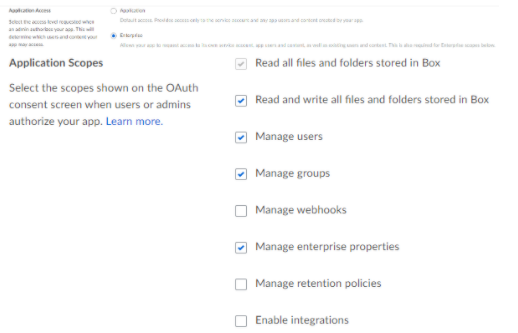 Application Access
Select the access level requested when
an admin authorizes your app. This will
determine which users and content your
app may access.
Application
Default access. Provides access only to the service account and any app users and content created by your app.
Enterprise
Allows your app to request access to its own service account, app users and content, as well as existing users and content. This is also required for Enterprise scopes below.
Application Scopes
Select the scopes shown on the OAuth
consent screen when users or admins
authorize your app. Learn more.
Read all files and folders stored in Box
Read and write all files and folders stored in Box
Manage users
Manage groups
Manage webhooks
Manage enterprise properties
Manage retention policies
Enable integrations